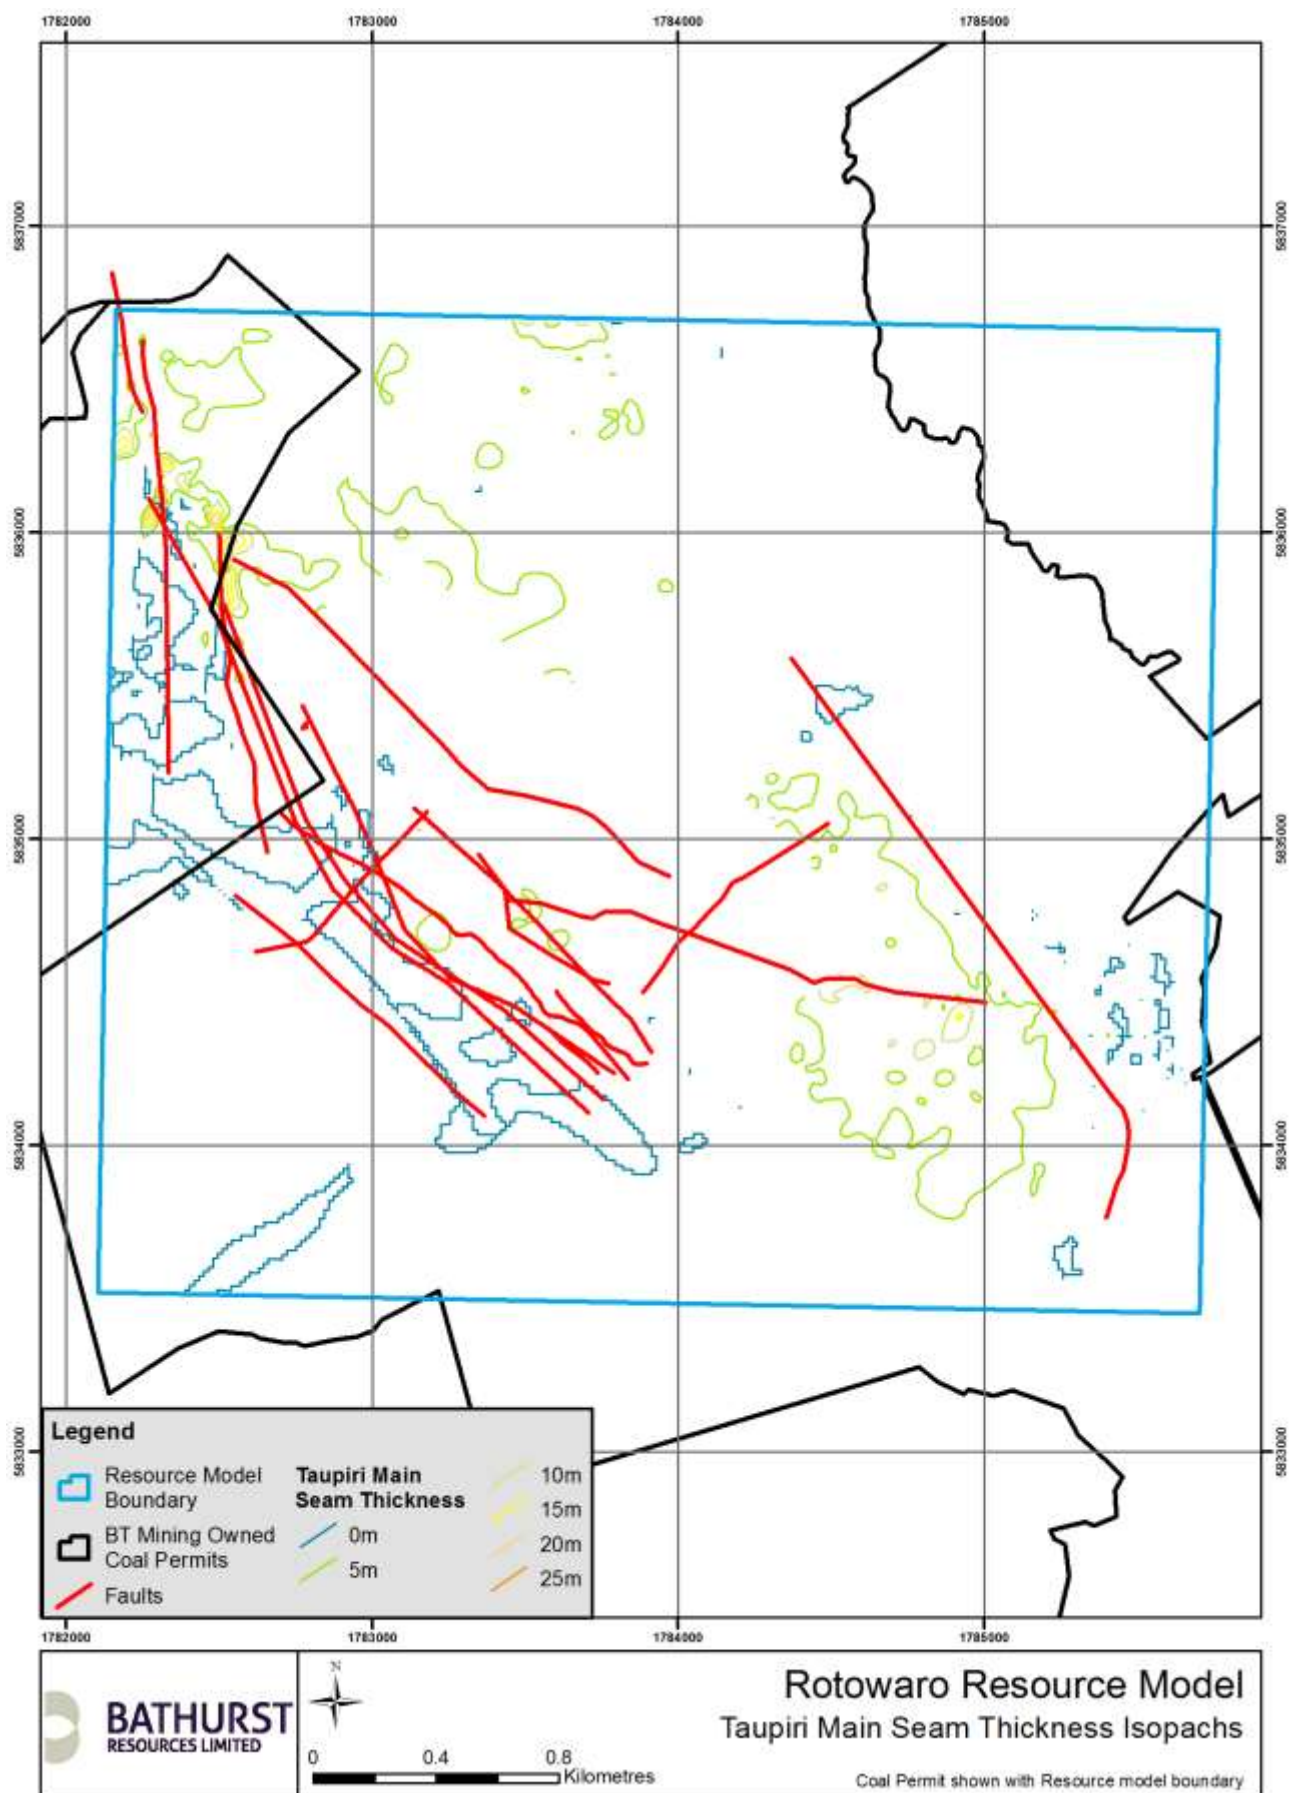 1782000
1783000
1784000
1785000
5837000
5837000
5836000
5836000
5835000
5835000
5834000
5834000
5833000
5833000
Legend
Resource Model
Boundary
BT Mining Owned
Coal Permits
Faults
Taupiri Main
Seam Thickness
0m
5m
10m
15m
20m
25m
1782000
1783000
1784000
1785000
BATHURST
RESOURCES LIMITED
N
0 0.4 0.8
Kilometres
Rotowaro Resource Model
Taupiri Main Seam Thickness Isopachs
Coal Permit shown with Resource model boundary